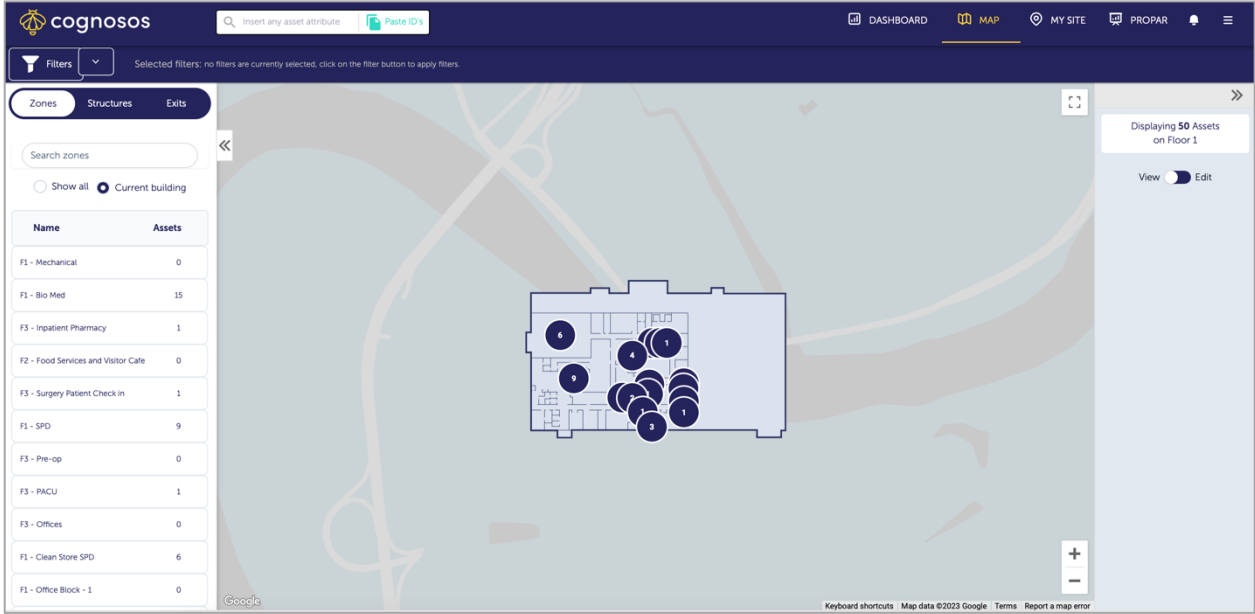 cognosos
Insert any asset attribute
Paste ID's
DASHBOARD
MAP
MY SITE
PROPAR
Filters
Selected filters: no filters are currently selected, click on the filter button to apply filters.
Zones Structures Exits
Search zones
Show all Current building
Name Assets
F1 - Mechanical 0
F1 - Bio Med 15
F3 - Inpatient Pharmacy 1
F2 - Food Services and Visitor Cafe 0
F3 - Surgery Patient Check in 1
F1 - SPD 9
F3 - Pre-op 0
F3 - PACU 1
F3 - Offices 0
F1 - Clean Store SPD 6
F1 - Office Block - 1 0
6
1
4
9
1
3
Displaying 50 Assets
on Floor 1
View Edit
Google
Keyboard shortcuts Map data ©2023 Google Terms Report a map error